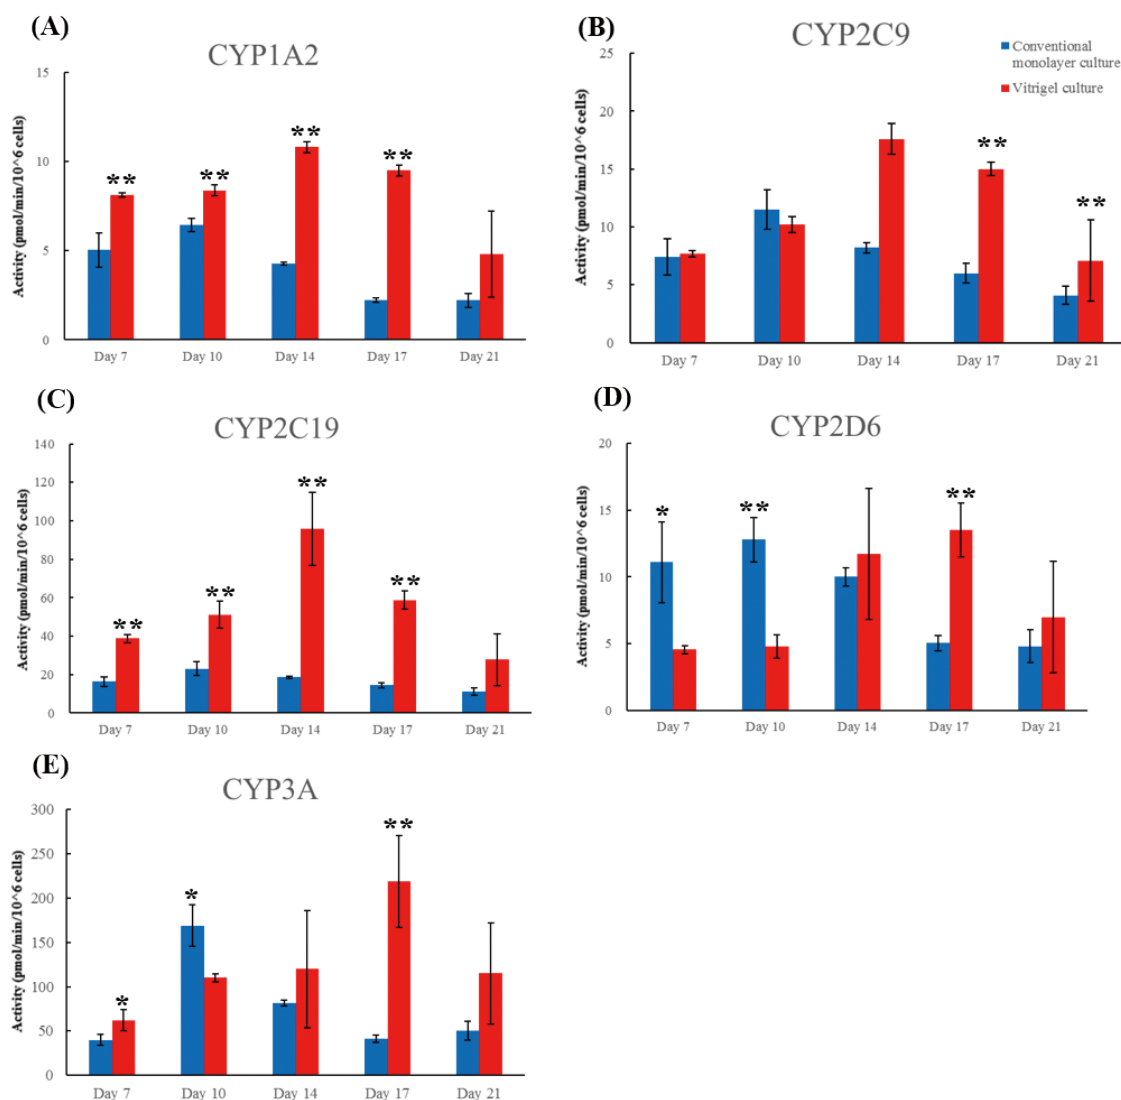 (A)
CYP1A2
Activity (pmol/min/10^6 cells)
15
10
5
0
**
**
**
**
Day 7
Day 10
Day 14
Day 17
Day 21
(B)
CYP2C9
Conventional
monolayer culture
Vitrigel culture
Activity (pmol/min/10^6 cells)
25
20
15
10
5
0
**
**
Day 7
Day 10
Day 14
Day 17
Day 21
(C)
CYP2C19
Activity (pmol/min/10^6 cells)
140
120
100
80
60
40
20
0
**
**
**
**
Day 7
Day 10
Day 14
Day 17
Day 21
(D)
CYP2D6
Activity (pmol/min/10^6 cells)
20
15
10
5
0
*
**
**
Day 7
Day 10
Day 14
Day 17
Day 21
(E)
CYP3A
Activity (pmol/min/10^6 cells)
300
250
200
150
100
50
0
*
*
**
Day 7
Day 10
Day 14
Day 17
Day 21